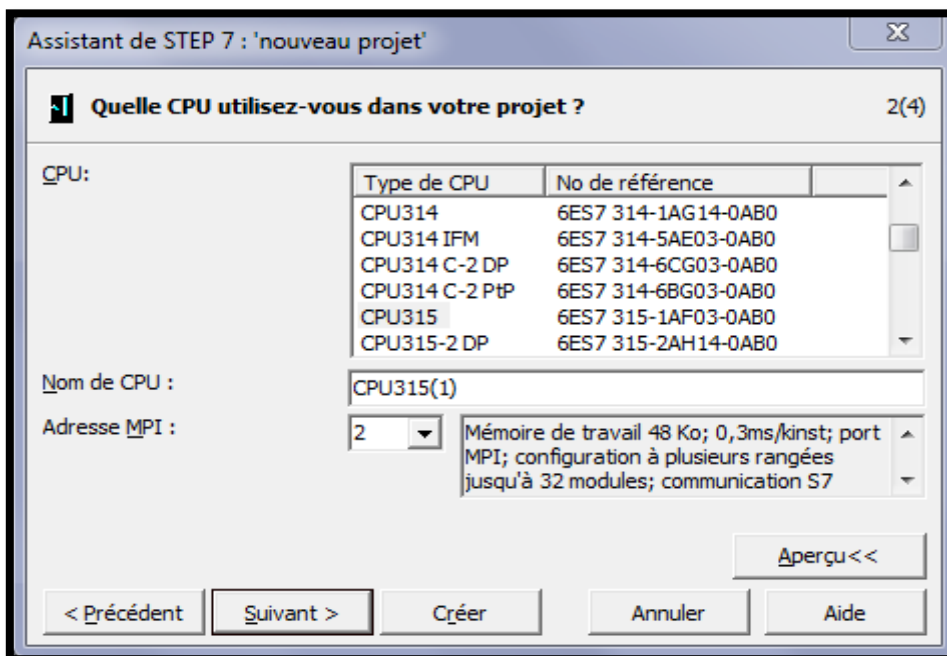 Assistant de STEP 7 : 'nouveau projet'
Quelle CPU utilisez-vous dans votre projet ? 2(4)
CPU:
Type de CPU No de référence
CPU314 6ES7 314-1AG14-0AB0
CPU314 IFM 6ES7 314-5AE03-0AB0
CPU314 C-2 DP 6ES7 314-6CG03-0AB0
CPU314 C-2 PtP 6ES7 314-6BG03-0AB0
CPU315 6ES7 315-1AF03-0AB0
CPU315-2 DP 6ES7 315-2AH14-0AB0
Nom de CPU : CPU315(1)
Adresse MPI : 2
Mémoire de travail 48 Ko; 0,3ms/kinst; port
MPI; configuration à plusieurs rangées
jusqu'à 32 modules; communication S7
Aperçu<<
< Précédent Suivant > Créer Annuler Aide